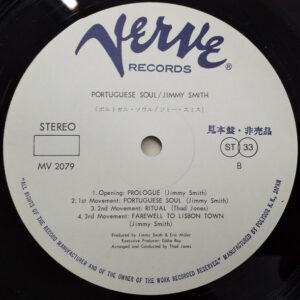 Verve
RECORDS ®
PORTUGUESE SOUL/JIMMY SMITH
(ポルトガル・ソウル/ジミー・スミス)
STEREO
見本盤・非売品
MV 2079
ST 33
B
1. Opening: PROLOGUE (Jimmy Smith)
2. 1st Movement: PORTUGUESE SOUL (Jimmy Smith)
3. 2nd Movement: RITUAL (Thad Jones)
4. 3rd Movement: FAREWELL TO LISBON TOWN
(Jimmy Smith)
Produced by Jimmy Smith & Eric Miller
Executive Producer: Eddie Ray
Arranged and Conducted by Thad Jones
"ALL RIGHTS OF THE RECORD MANUFACTURER AND OF THE OWNER OF THE WORK RECORDED RESERVED." MANUFACTURED BY POLYDOR K.K., JAPAN